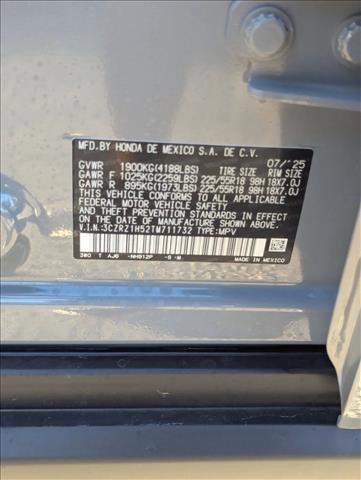 MFD.BY HONDA DE MEXICO S.A. DE C.V. 07/'25
GVWR 1900KG(4188LBS) TIRE SIZE RIM SIZE
GAWR F 1025KG(2259LBS) 225/55R18 98H 18X7.0J
GAWR R 895KG(1973LBS) 225/55R18 98H 18X7.0J
THIS VEHICLE CONFORMS TO ALL APPLICABLE
FEDERAL MOTOR VEHICLE SAFETY AND
THEFT PREVENTION STANDARDS IN EFFECT ON
THE DATE OF MANUFACTURE SHOWN ABOVE.
V.I.N.:3CZRZ1H52TM711732 TYPE:MPV
3W0 T AJ6 -NH912P -S -M MADE IN MEXICO